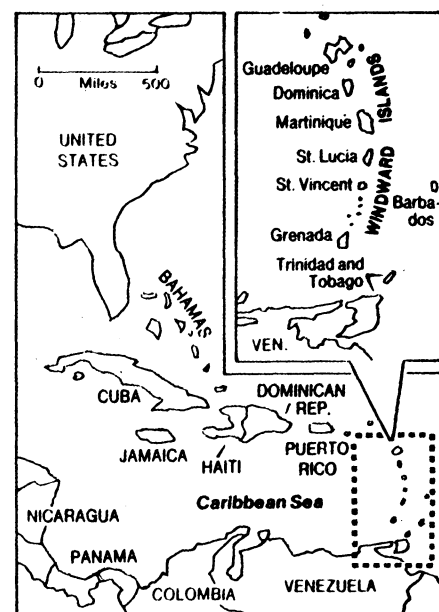 0 Miles 500
UNITED
STATES
BAHAMAS
CUBA
DOMINICAN
REP.
JAMAICA
HAITI
PUERTO
RICO
Caribbean Sea
NICARAGUA
PANAMA
COLOMBIA
VENEZUELA
Guadeloupe
Dominica
Martinique
St. Lucia
St. Vincent
Grenada
Trinidad and
Tobago
WINDWARD ISLANDS
Barba-
dos
VEN.